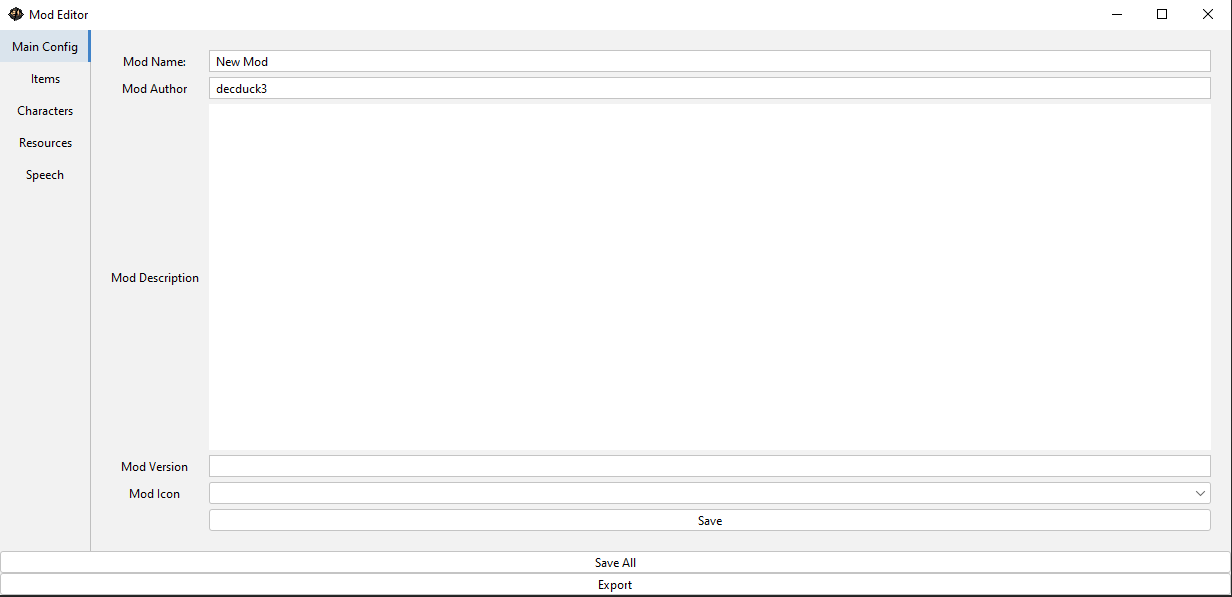 Mod Editor
Main Config
Items
Characters
Resources
Speech
Mod Name: New Mod
Mod Author decduck3
Mod Description
Mod Version
Mod Icon
Save
Save All
Export